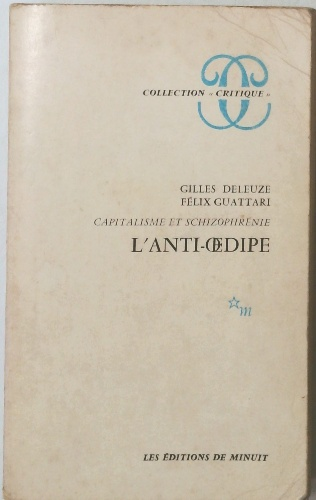 COLLECTION « CRITIQUE »
GILLES DELEUZE
FÉLIX GUATTARI
CAPITALISME ET SCHIZOPHRÉNIE
L'ANTI-ŒDIPE
m
LES ÉDITIONS DE MINUIT